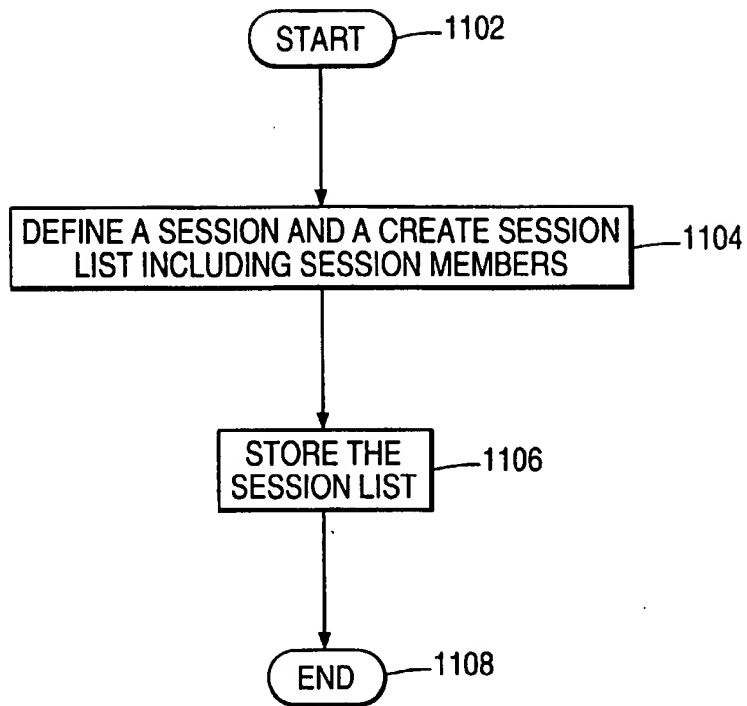 START
1102
DEFINE A SESSION AND A CREATE SESSION
LIST INCLUDING SESSION MEMBERS
1104
STORE THE
SESSION LIST
1106
END
1108